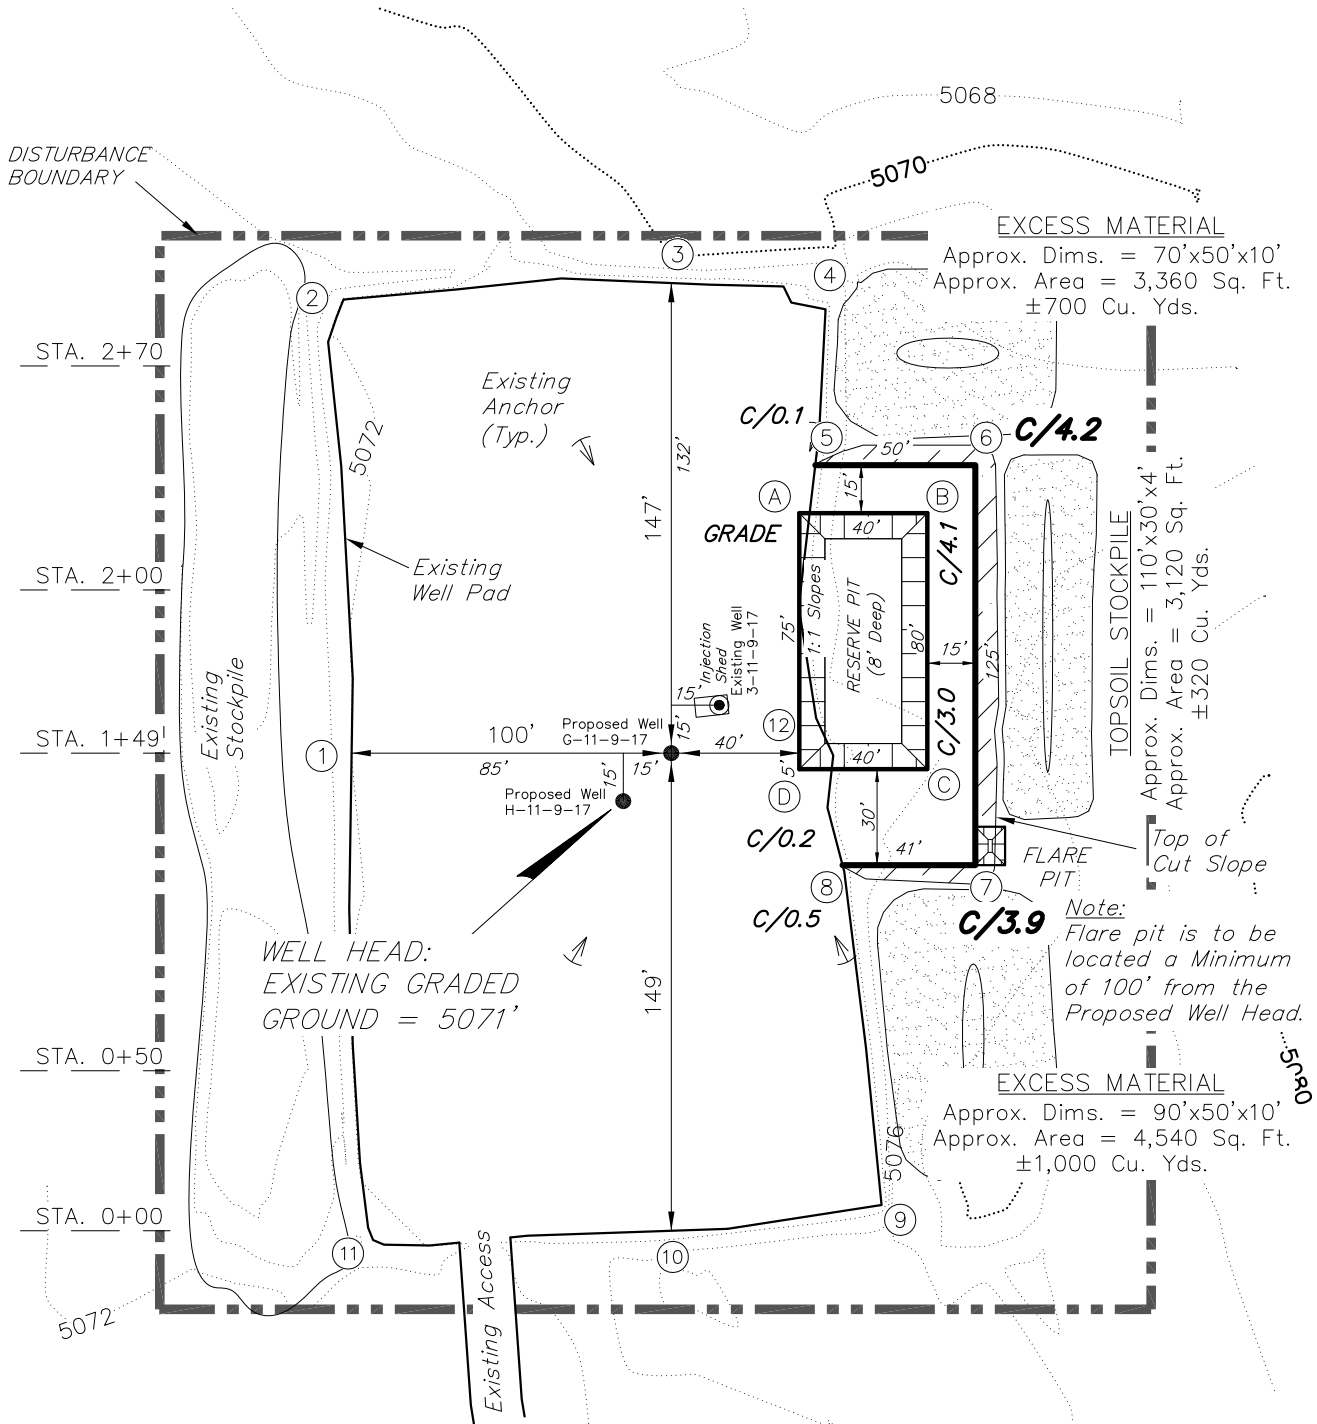 5068
5070
DISTURBANCE
BOUNDARY
EXCESS MATERIAL
Approx. Dims. = 70'x50'x10'
Approx. Area = 3,360 Sq. Ft.
±700 Cu. Yds.
3
4
2
STA. 2+70
Existing
Anchor
(Typ.)
5072
132'
147'
C/0.1
5
50'
6
C/4.2
15'
A
B
GRADE
40'
C/4.1
Existing
Well Pad
STA. 2+00
75'
1:1 Slopes
RESERVE PIT
(8' Deep)
80'
15'
125'
TOPSOIL STOCKPILE
Approx. Dims. = 110'x30'x4'
Approx. Area = 3,120 Sq. Ft.
±320 Cu. Yds.
Injection
Shed
Existing Well
3-11-9-17
15'
15'
Existing
Stockpile
STA. 1+49
1
100'
85'
15'
Proposed Well
G-11-9-17
40'
12
5'
40'
C/3.0
D
C
15'
Proposed Well
H-11-9-17
C/0.2
30'
41'
FLARE
PIT
Top of
Cut Slope
8
7
C/0.5
C/3.9
Note:
Flare pit is to be
located a Minimum
of 100' from the
Proposed Well Head.
WELL HEAD:
EXISTING GRADED
GROUND = 5071'
149'
STA. 0+50
5080
EXCESS MATERIAL
Approx. Dims. = 90'x50'x10'
Approx. Area = 4,540 Sq. Ft.
±1,000 Cu. Yds.
5076
STA. 0+00
9
11
10
5072
Existing Access